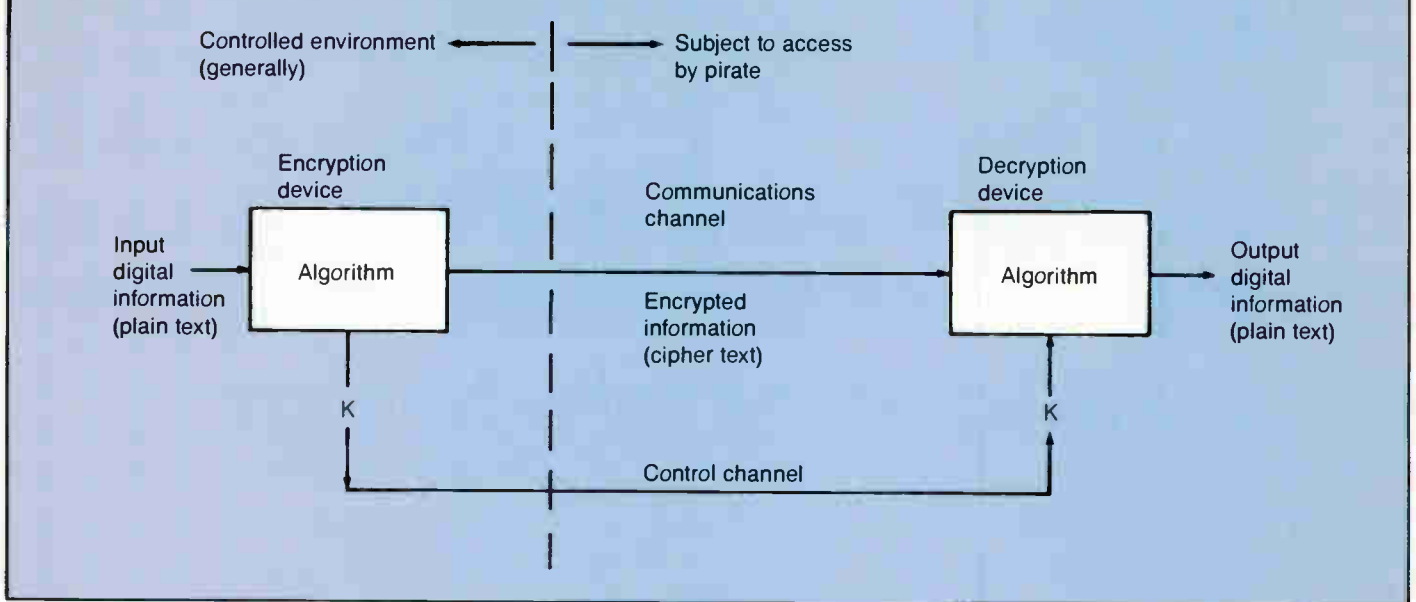 Controlled environment
(generally)
Subject to access
by pirate
Encryption
device
Decryption
device
Communications
channel
Input
digital
information
(plain text)
Algorithm
Algorithm
Output
digital
information
(plain text)
Encrypted
information
(cipher text)
K
K
Control channel